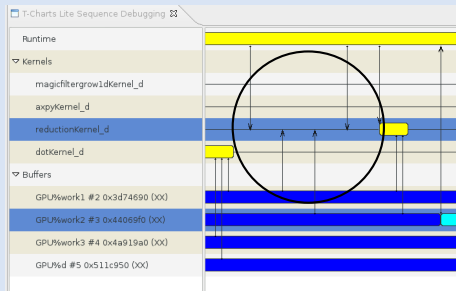 T-Charts Lite Sequence Debugging
Runtime
Kernels
magicfiltergrow1dKernel_d
axpyKernel_d
reductionKernel_d
dotKernel_d
Buffers
GPU%work1 #2 0x3d74690 (XX)
GPU%work2 #3 0x44069f0 (XX)
GPU%work3 #4 0x4a919a0 (XX)
GPU%d #5 0x511c950 (XX)